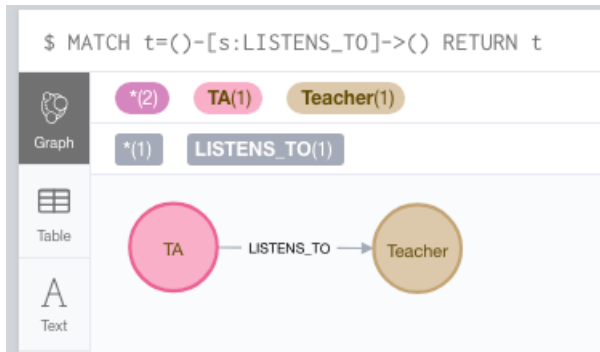 $ MATCH t=()-[s:LISTENS_TO]->() RETURN t
*(2) TA(1) Teacher(1)
Graph
*(1) LISTENS_TO(1)
Table
TA LISTENS_TO Teacher
A
Text